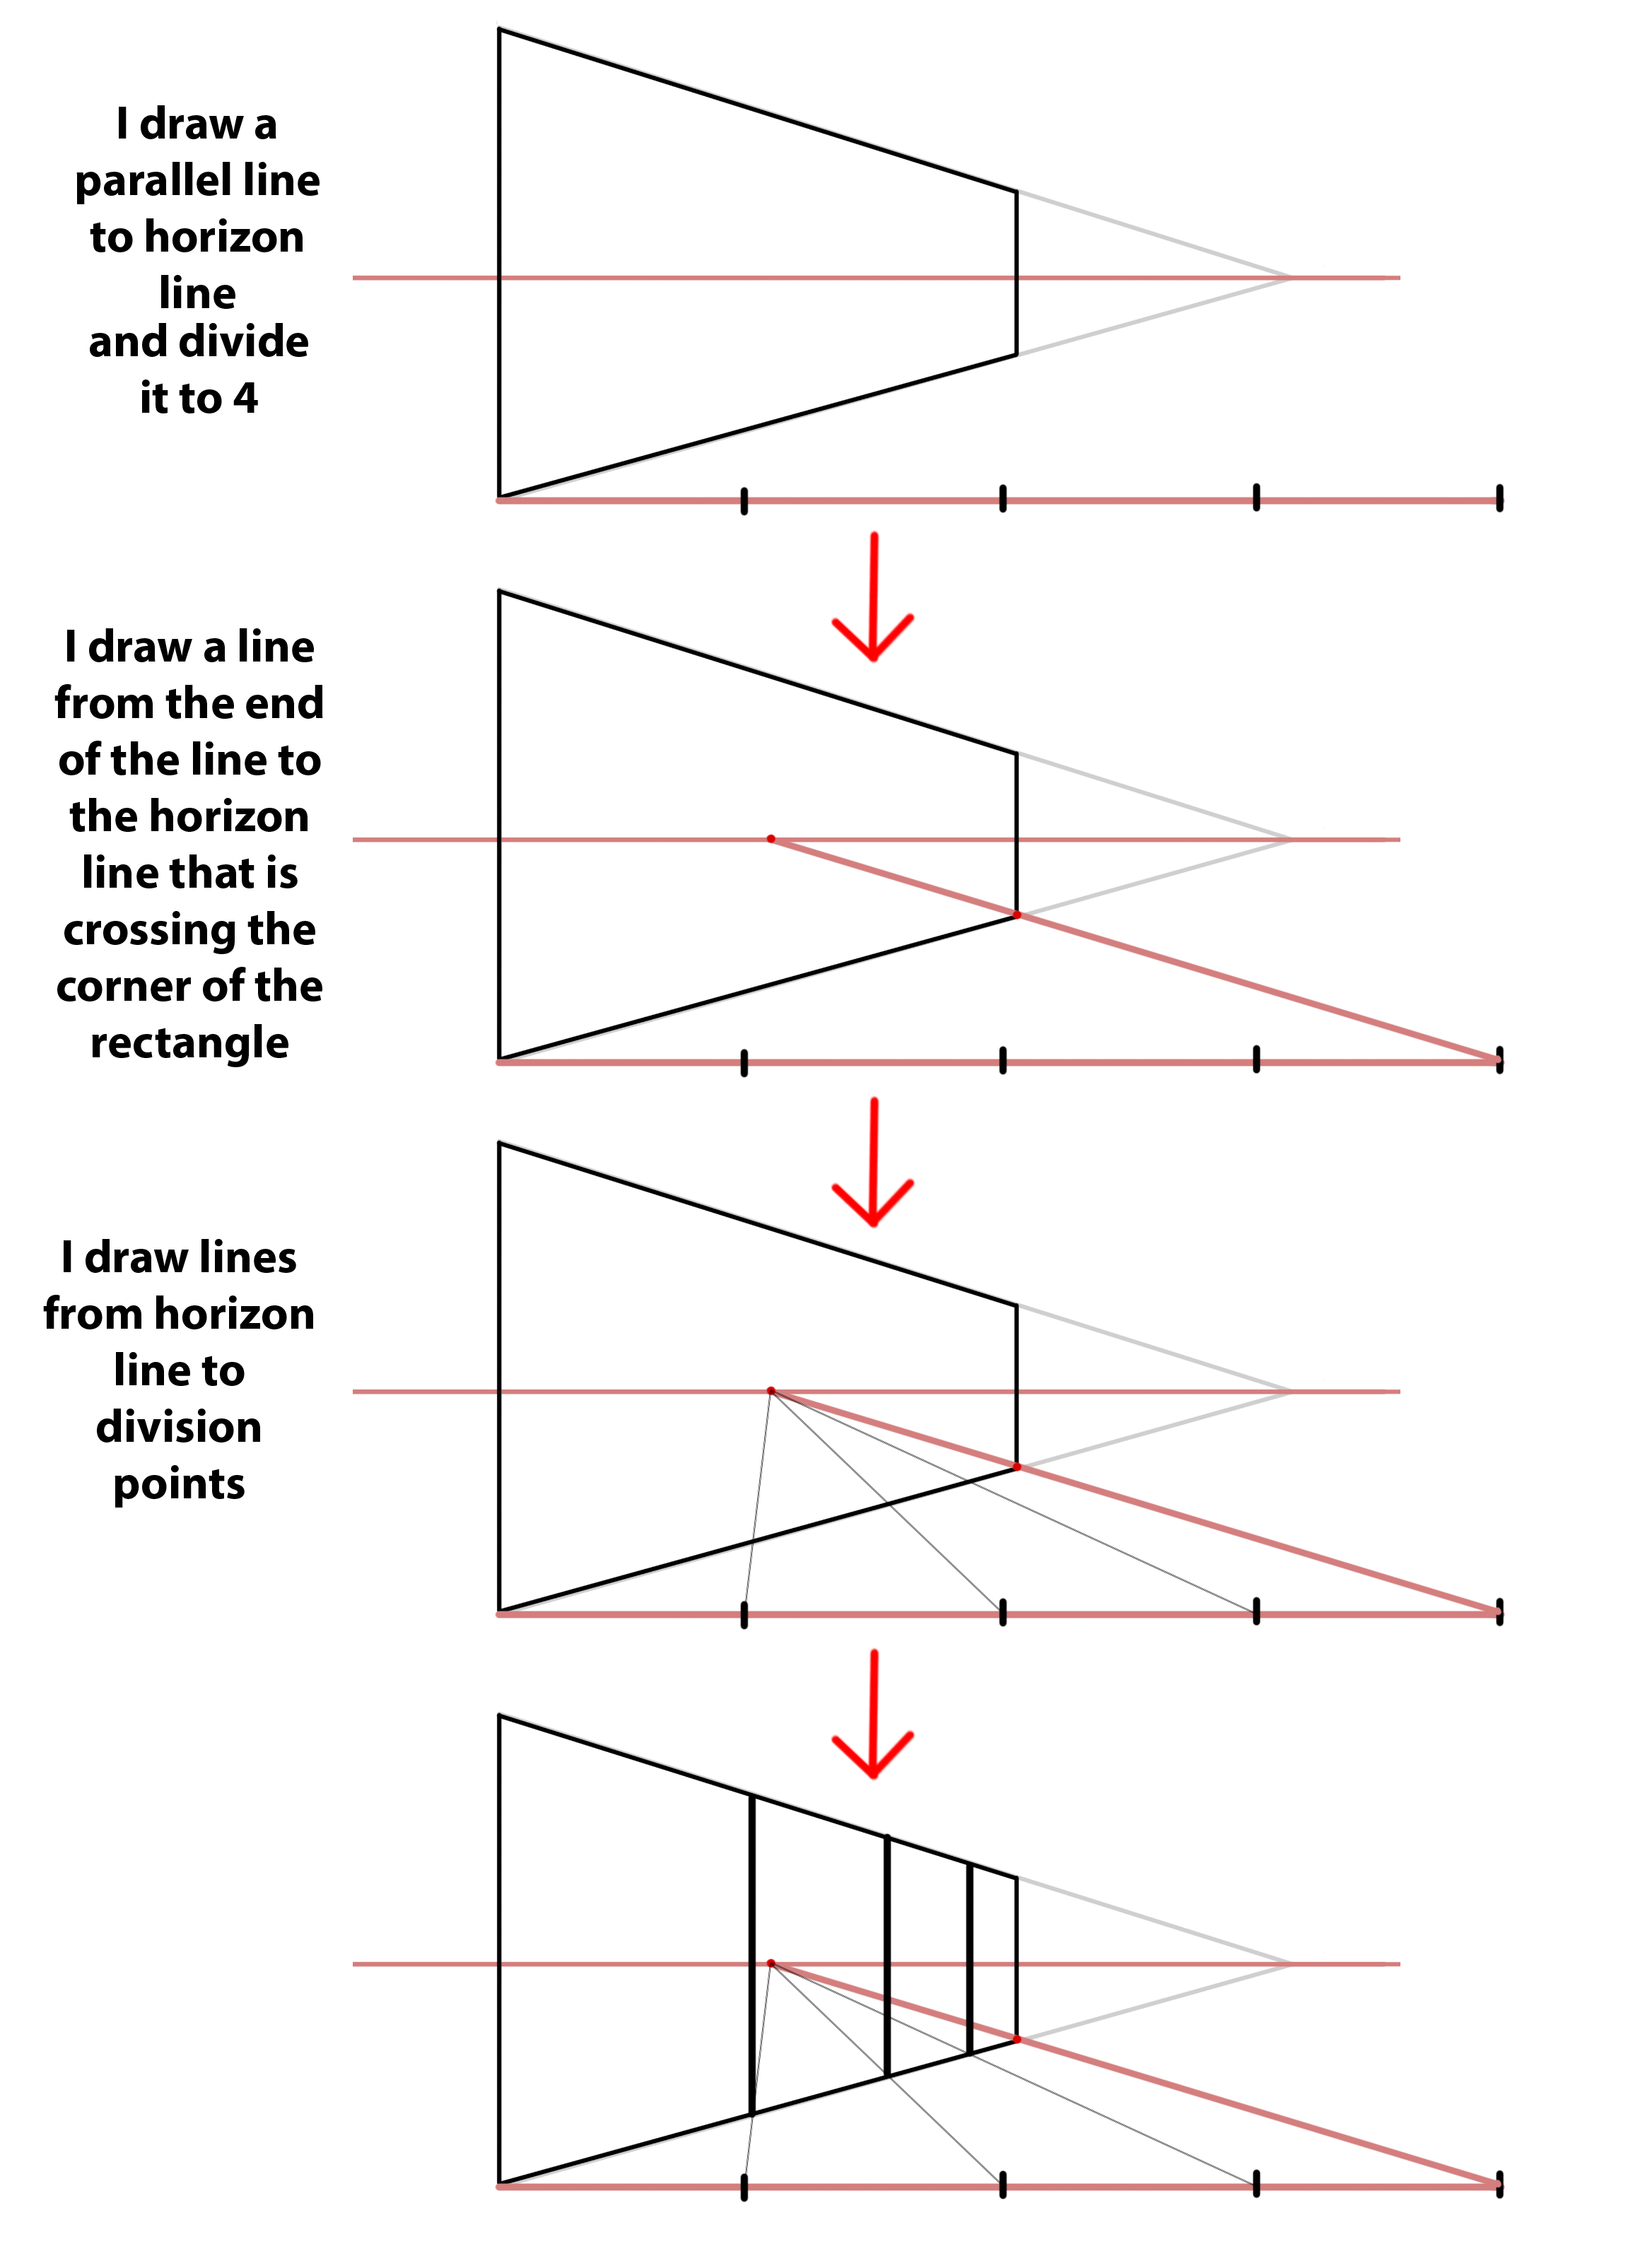 I draw a
parallel line
to horizon
line
and divide
it to 4
I draw a line
from the end
of the line to
the horizon
line that is
crossing the
corner of the
rectangle
I draw lines
from horizon
line to
division
points